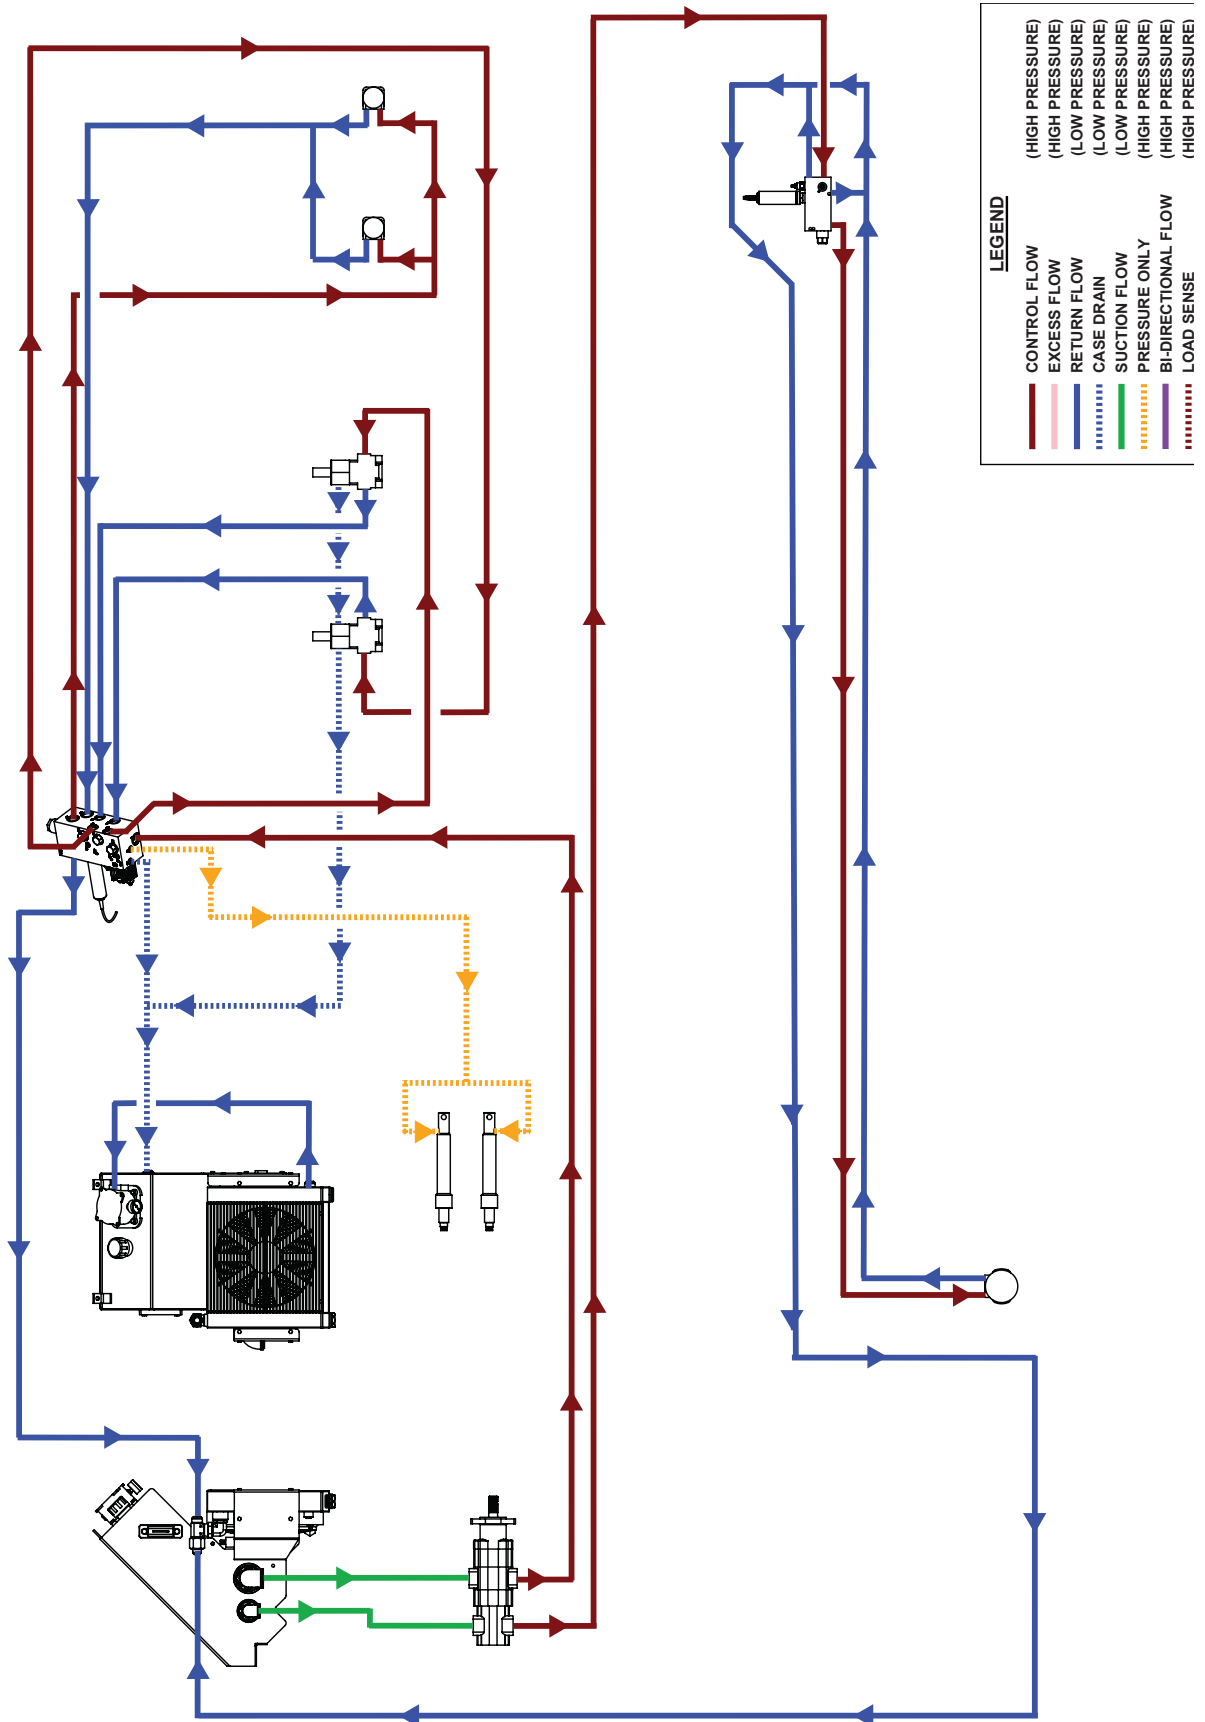 LEGEND
CONTROL FLOW (HIGH PRESSURE)
EXCESS FLOW (HIGH PRESSURE)
RETURN FLOW (LOW PRESSURE)
CASE DRAIN (LOW PRESSURE)
SUCTION FLOW (LOW PRESSURE)
PRESSURE ONLY (HIGH PRESSURE)
BI-DIRECTIONAL FLOW (HIGH PRESSURE)
LOAD SENSE (HIGH PRESSURE)